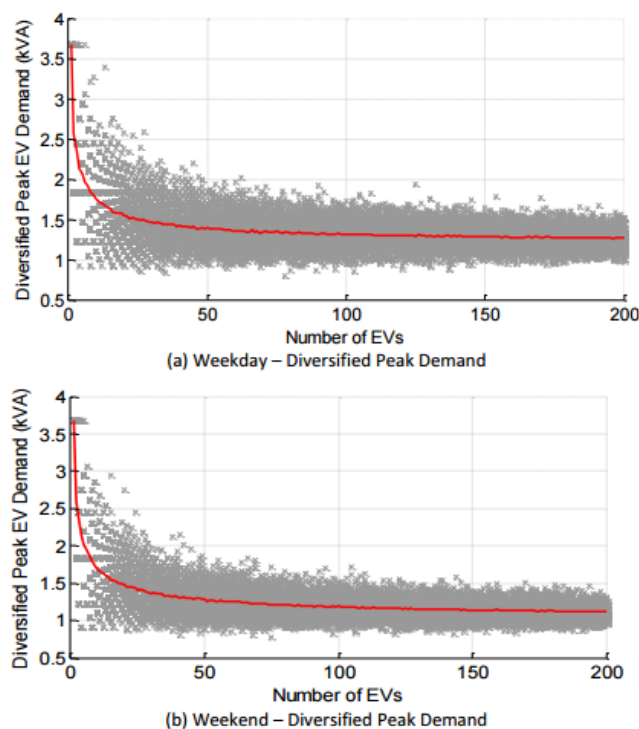 4
3.5
3
2.5
2
1.5
1
0.5
Diversified Peak EV Demand (kVA)
0 50 100 150 200
Number of EVs
(a) Weekday – Diversified Peak Demand
4
3.5
3
2.5
2
1.5
1
0.5
Diversified Peak EV Demand (kVA)
0 50 100 150 200
Number of EVs
(b) Weekend – Diversified Peak Demand